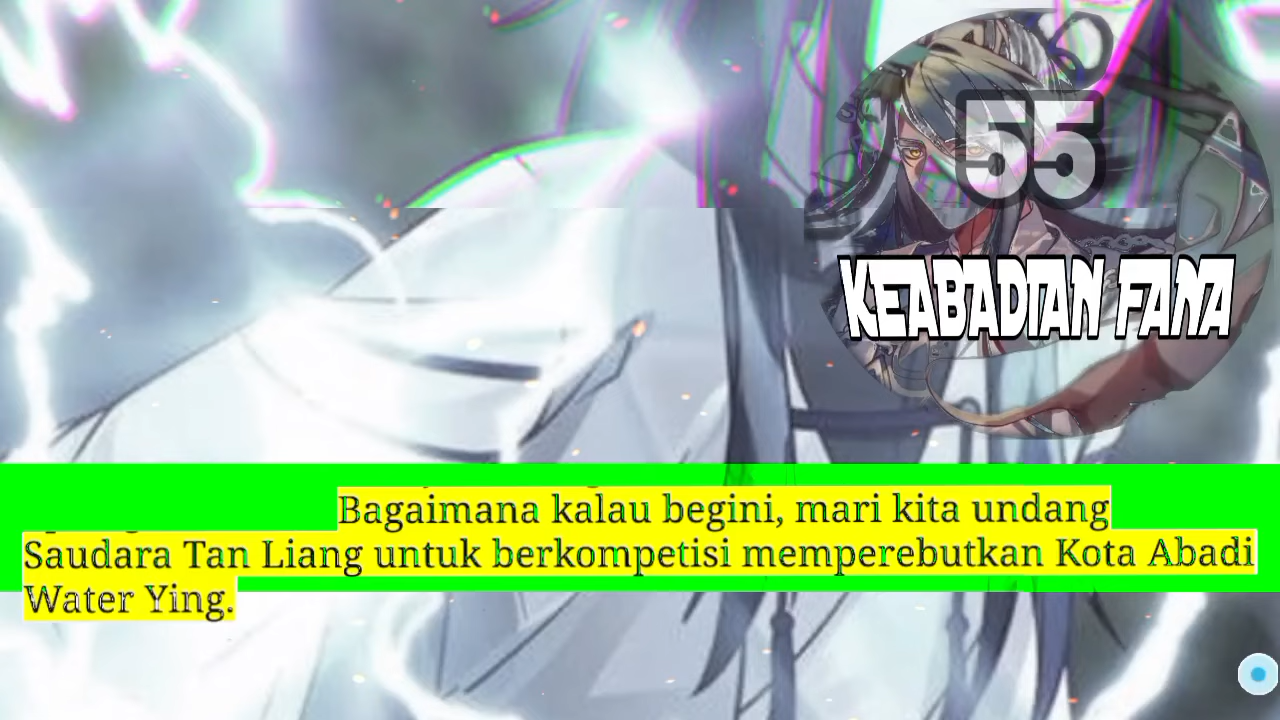 55
KEABADIAN FANA
Bagaimana kalau begini, mari kita undang
Saudara Tan Liang untuk berkompetisi memperebutkan Kota Abadi
Water Ying.